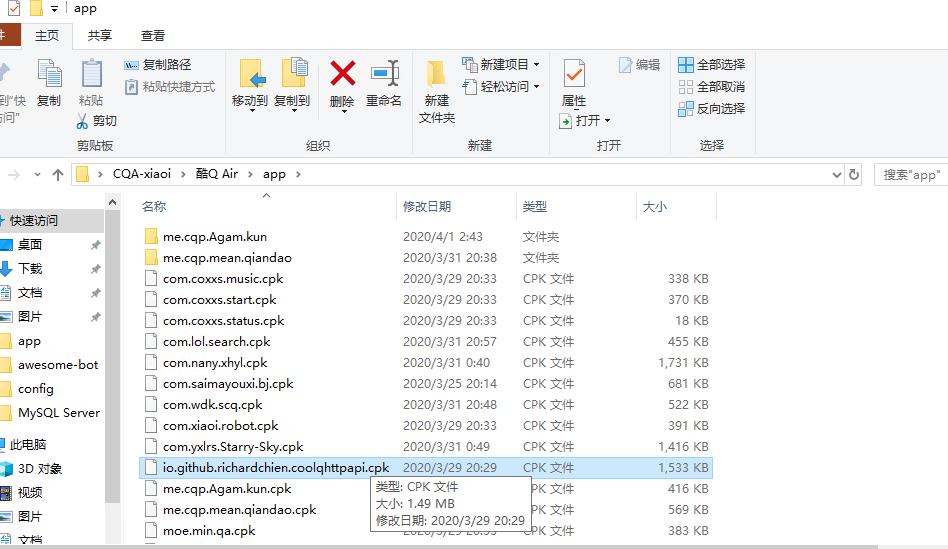 app
件
主页 共享 查看
到"快
访问"
复制
粘贴
复制路径
粘贴快捷方式
剪切
剪贴板
移动到
复制到
删除
重命名
组织
新建
文件夹
新建项目
轻松访问
新建
属性
打开
编辑
打开
全部选择
全部取消
反向选择
选择
CQA-xiaoi 酷Q Air app
搜索"app"
快速访问
桌面
下载
文档
图片
app
awesome-bot
config
MySQL Server
此电脑
3D 对象
视频
图片
文档
名称 修改日期 类型 大小
me.cqp.Agam.kun 2020/4/1 2:43 文件夹
me.cqp.mean.qiandao 2020/3/31 20:38 文件夹
com.coxxs.music.cpk 2020/3/29 20:33 CPK 文件 338 KB
com.coxxs.start.cpk 2020/3/29 20:33 CPK 文件 370 KB
com.coxxs.status.cpk 2020/3/29 20:33 CPK 文件 18 KB
com.lol.search.cpk 2020/3/31 20:57 CPK 文件 455 KB
com.nany.xhyl.cpk 2020/3/31 0:40 CPK 文件 1,731 KB
com.saimayouxi.bj.cpk 2020/3/25 20:14 CPK 文件 681 KB
com.wdk.scq.cpk 2020/3/31 20:48 CPK 文件 522 KB
com.xiaoi.robot.cpk 2020/3/29 20:33 CPK 文件 391 KB
com.yxlrs.Starry-Sky.cpk 2020/3/31 0:49 CPK 文件 1,416 KB
io.github.richardchien.coolqhttpapi.cpk 2020/3/29 20:29 CPK 文件 1,533 KB
me.cqp.Agam.kun.cpk CPK 文件 416 KB
me.cqp.mean.qiandao.cpk CPK 文件 569 KB
moe.min.qa.cpk 2020/3/29 20:33 CPK 文件 383 KB
类型: CPK 文件
大小: 1.49 MB
修改日期: 2020/3/29 20:29